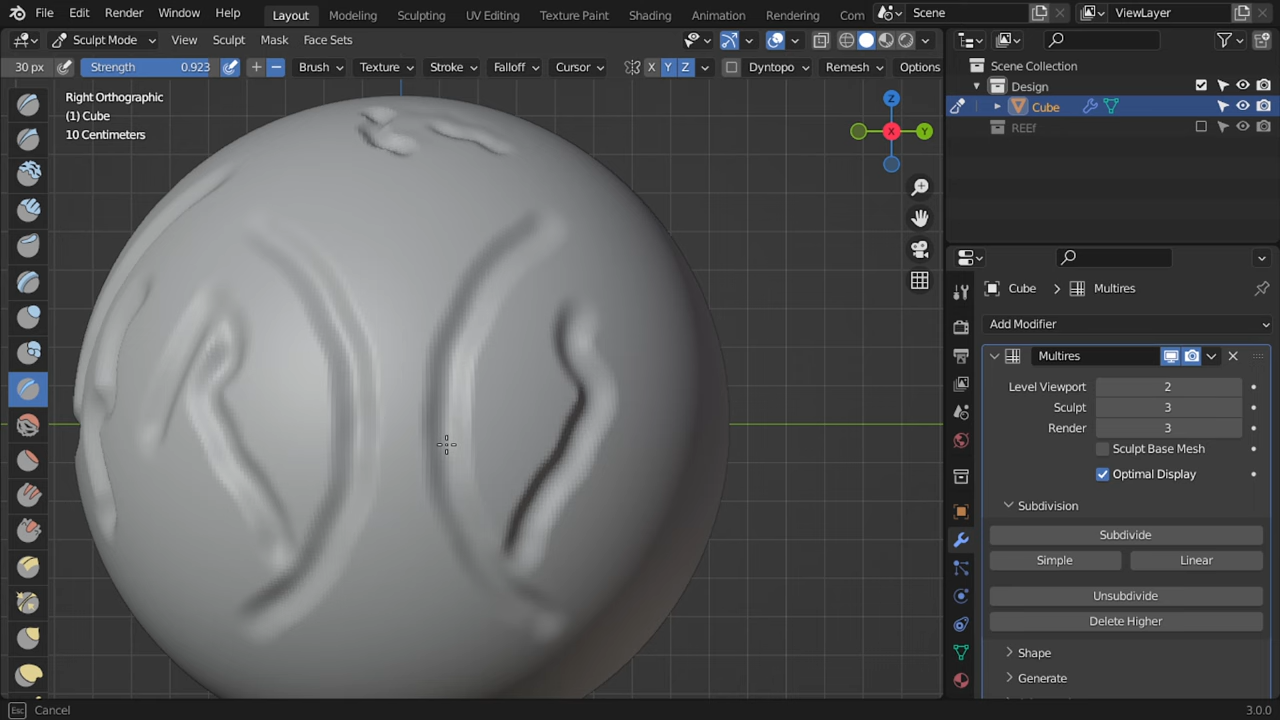 File Edit Render Window Help Layout Modeling Sculpting UV Editing Texture Paint Shading Animation Rendering Com Scene ViewLayer
Sculpt Mode View Sculpt Mask Face Sets
30 px Strength 0.923 + − Brush Texture Stroke Falloff Cursor X Y Z Dyntopo Remesh Options
Right Orthographic
(1) Cube
10 Centimeters
Z
X Y
Scene Collection
Design
Cube
REEf
Cube > Multires
Add Modifier
Multires
Level Viewport 2
Sculpt 3
Render 3
Sculpt Base Mesh
Optimal Display
Subdivision
Subdivide
Simple Linear
Unsubdivide
Delete Higher
Shape
Generate
Esc Cancel 3.0.0